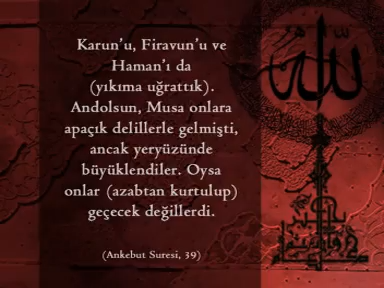 Karun'u, Firavun'u ve
Haman'ı da
(yıkıma uğrattık).
Andolsun, Musa onlara
apaçık delillerle gelmişti,
ancak yeryüzünde
büyüklendiler. Oysa
onlar (azabtan kurtulup)
geçecek değillerdi.
(Ankebut Suresi, 39)
الله